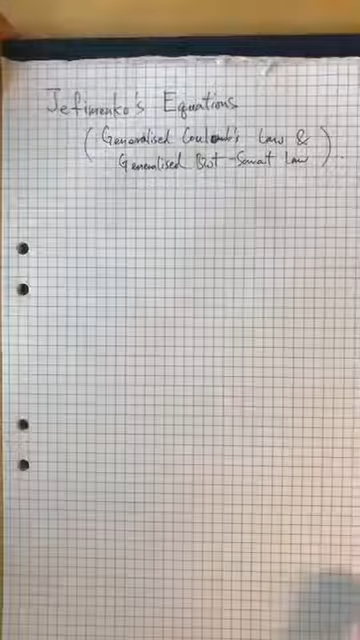 Jefimenko's Equations
( Generalised Coulomb's Law &
Generalised Biot-Savart Law )